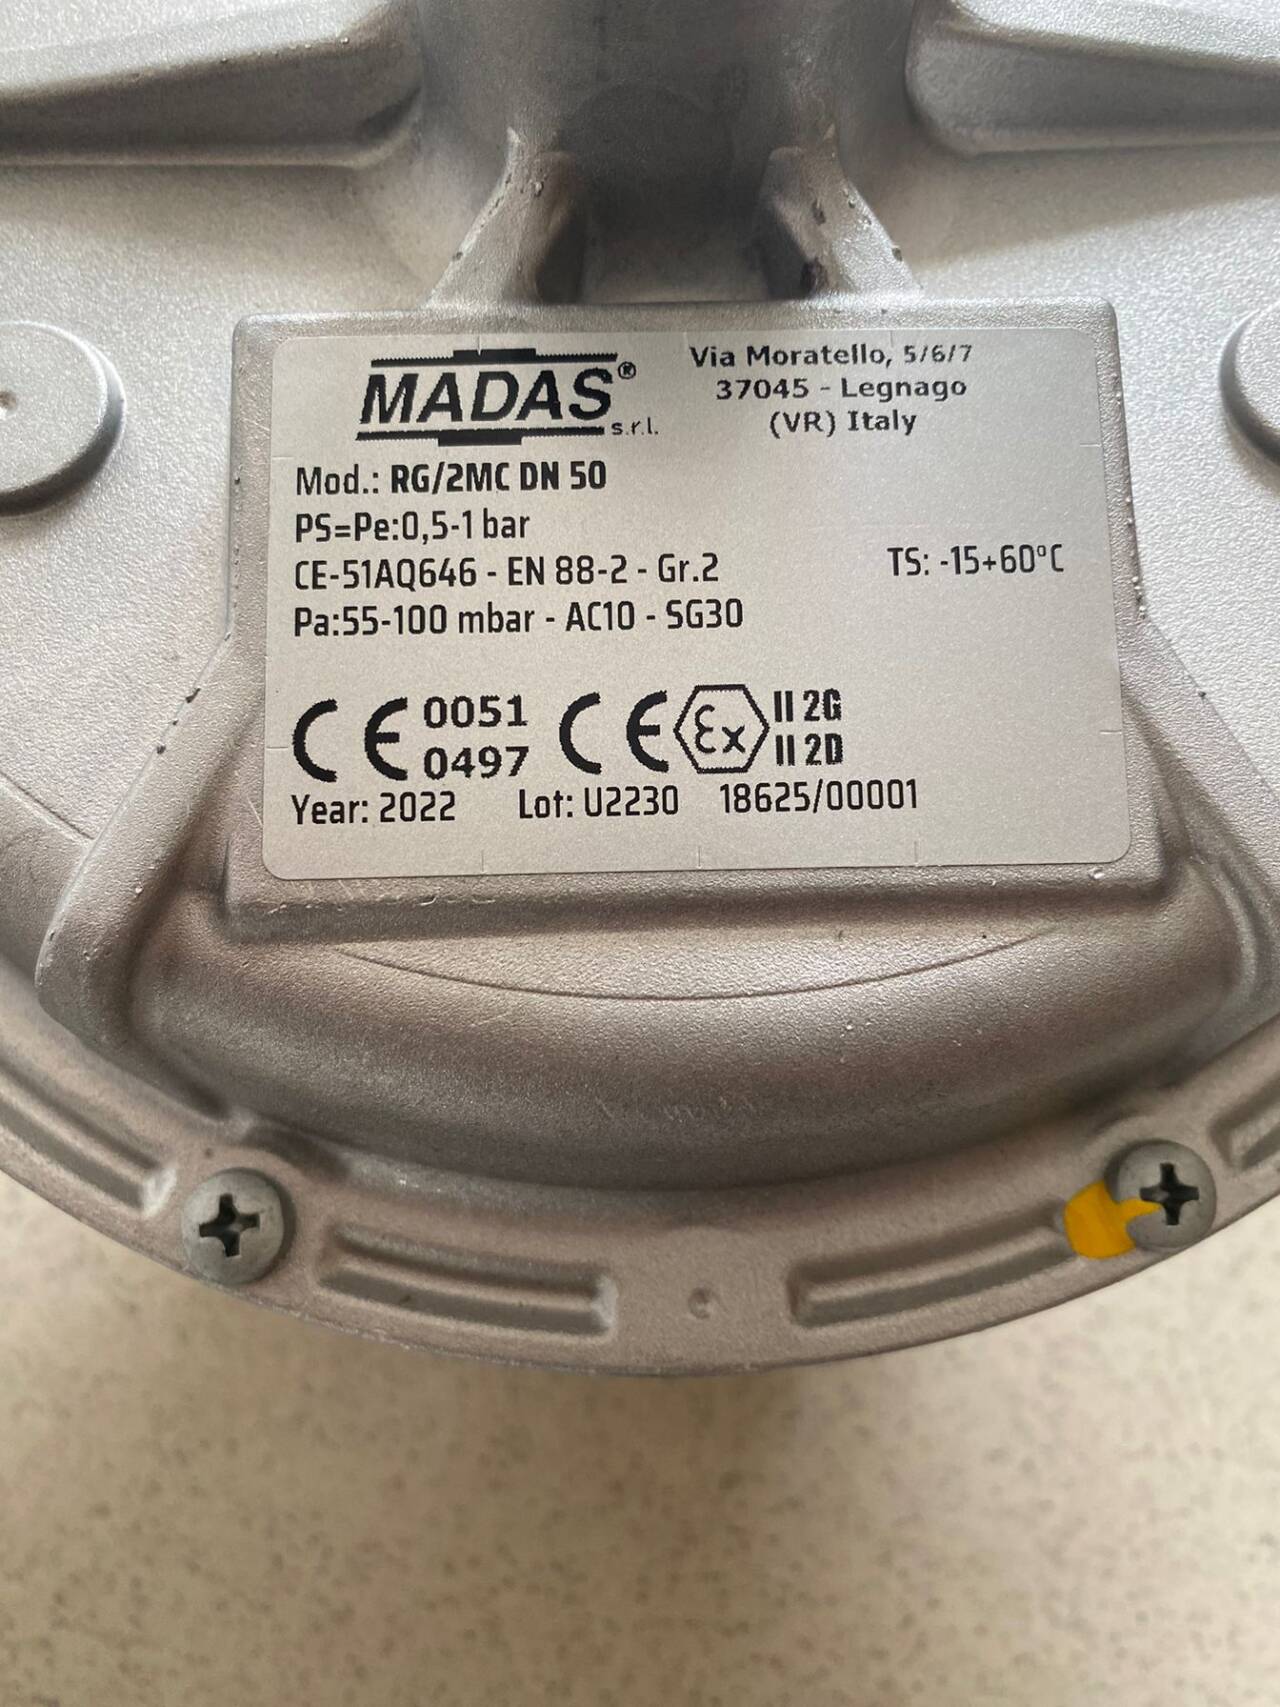 MADAS® s.r.l.
Via Moratello, 5/6/7
37045 - Legnago
(VR) Italy
Mod.: RG/2MC DN 50
PS=Pe:0,5-1 bar
CE-51AQ646 - EN 88-2 - Gr.2
TS: -15+60°C
Pa:55-100 mbar - AC10 - SG30
CE 0051 0497 CE Ex II 2G II 2D
Year: 2022 Lot: U2230 18625/00001